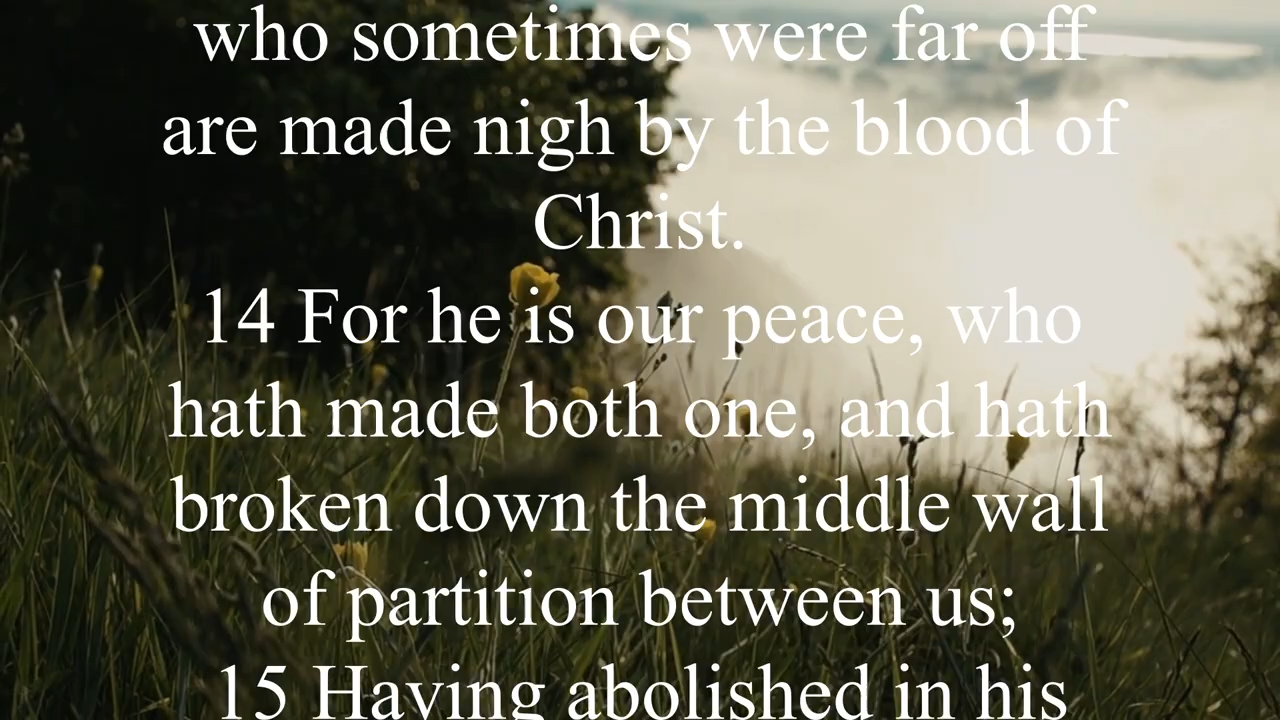 who sometimes were far off
are made nigh by the blood of
Christ.
14 For he is our peace, who
hath made both one, and hath
broken down the middle wall
of partition between us;
15 Having abolished in his